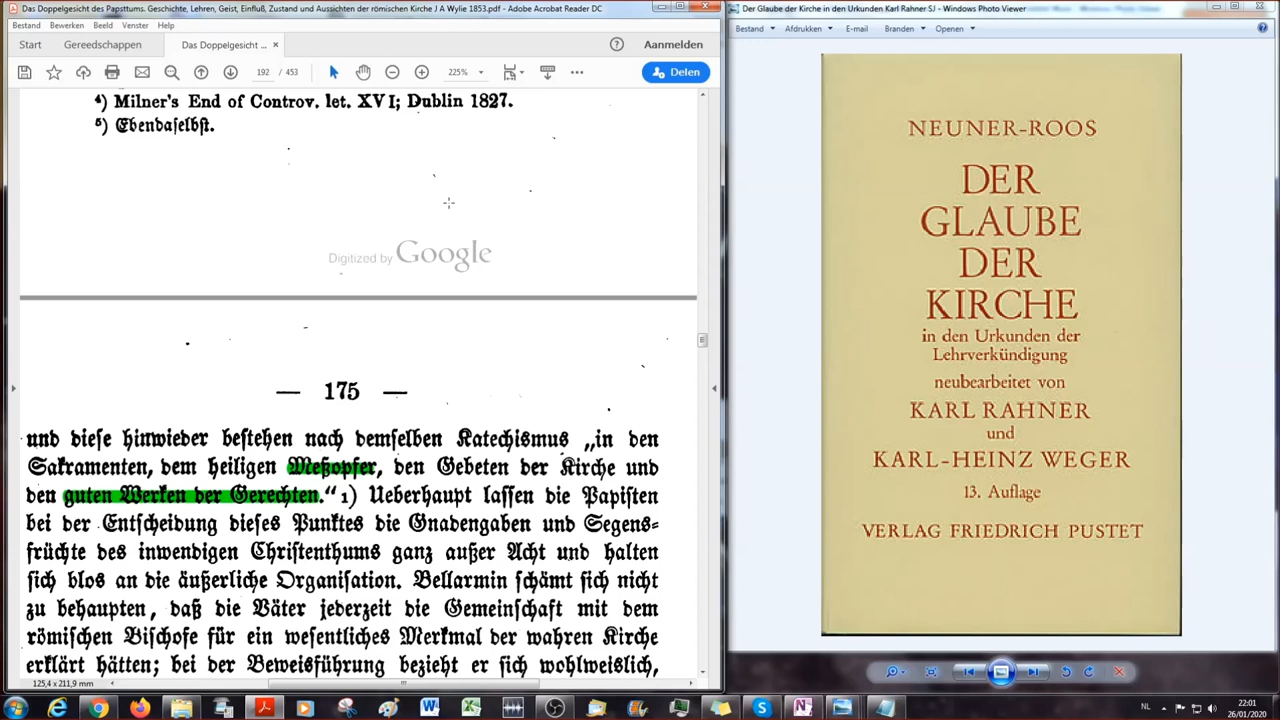 Das Doppelgesicht des Papsttums. Geschichte, Lehren, Geist, Einfluß, Zustand und Aussichten der römischen Kirche J A Wylie 1853.pdf - Adobe Acrobat Reader DC
Bestand Bewerken Beeld Venster Help
Start Gereedschappen Das Doppelgesicht ... × Anmelden
192 / 453 225% Delen
⁴) Milner's End of Controv. let. XVI; Dublin 1827.
⁵) Ebendaselbst.
Digitized by Google
— 175 —
und diese hinwieder bestehen nach demselben Katechismus „in den
Sakramenten, dem heiligen Meßopfer, den Gebeten der Kirche und
den guten Werken der Gerechten.“ 1) Ueberhaupt lassen die Papisten
bei der Entscheidung dieses Punktes die Gnadengaben und Segens-
früchte des inwendigen Christenthums ganz außer Acht und halten
sich blos an die äußerliche Organisation. Bellarmin schämt sich nicht
zu behaupten, daß die Väter jederzeit die Gemeinschaft mit dem
römischen Bischofe für ein wesentliches Merkmal der wahren Kirche
erklärt hätten; bei der Beweisführung bezieht er sich wohlweislich,
125,4 x 211,9 mm
Der Glaube der Kirche in den Urkunden Karl Rahner SJ - Windows Photo Viewer
Bestand Afdrukken E-mail Branden Openen
NEUNER-ROOS
DER
GLAUBE
DER
KIRCHE
in den Urkunden der
Lehrverkündigung
neubearbeitet von
KARL RAHNER
und
KARL-HEINZ WEGER
13. Auflage
VERLAG FRIEDRICH PUSTET
NL
22:01
26/01/2020